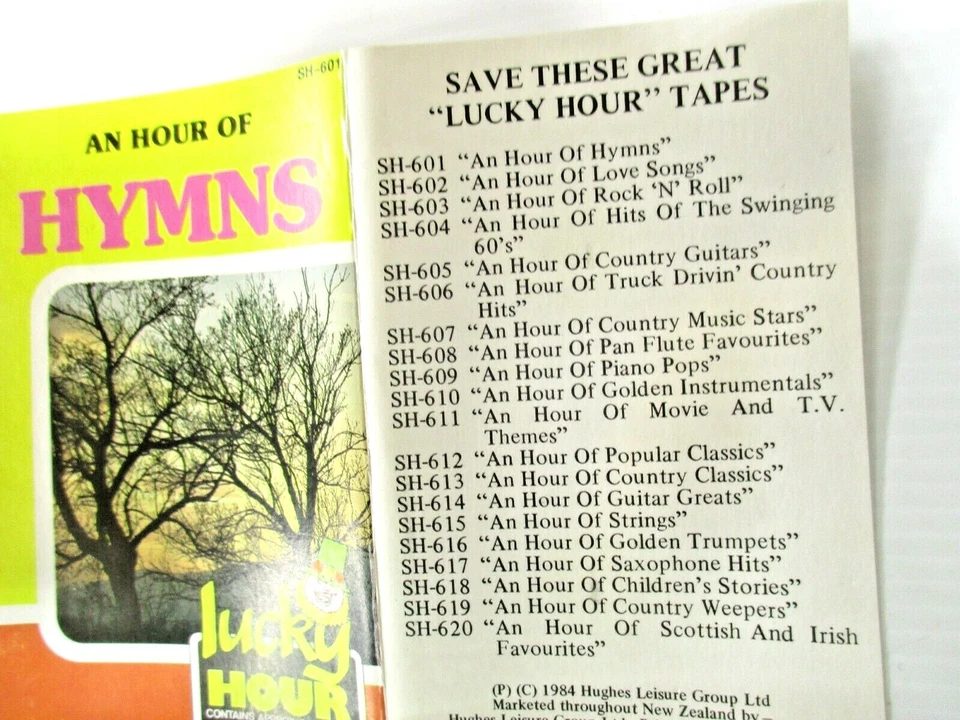 SH-601
AN HOUR OF
HYMNS
lucky
HOUR
SAVE THESE GREAT
“LUCKY HOUR” TAPES
SH-601 “An Hour Of Hymns”
SH-602 “An Hour Of Love Songs”
SH-603 “An Hour Of Rock ‘N’ Roll”
SH-604 “An Hour Of Hits Of The Swinging
60’s”
SH-605 “An Hour Of Country Guitars”
SH-606 “An Hour Of Truck Drivin’ Country
Hits”
SH-607 “An Hour Of Country Music Stars”
SH-608 “An Hour Of Pan Flute Favourites”
SH-609 “An Hour Of Piano Pops”
SH-610 “An Hour Of Golden Instrumentals”
SH-611 “An Hour Of Movie And T.V.
Themes”
SH-612 “An Hour Of Popular Classics”
SH-613 “An Hour Of Country Classics”
SH-614 “An Hour Of Guitar Greats”
SH-615 “An Hour Of Strings”
SH-616 “An Hour Of Golden Trumpets”
SH-617 “An Hour Of Saxophone Hits”
SH-618 “An Hour Of Children’s Stories”
SH-619 “An Hour Of Country Weepers”
SH-620 “An Hour Of Scottish And Irish
Favourites”
(P) (C) 1984 Hughes Leisure Group Ltd
Marketed throughout New Zealand by
Hughes Leisure Group Ltd